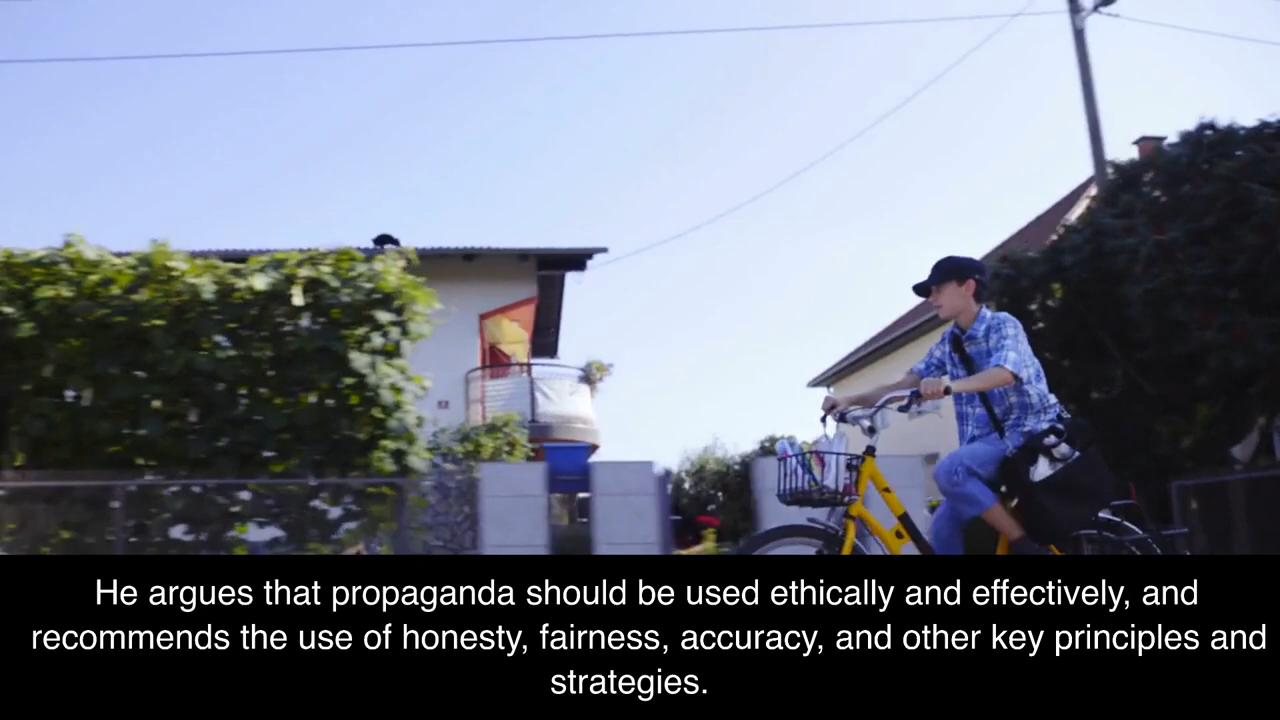 He argues that propaganda should be used ethically and effectively, and
recommends the use of honesty, fairness, accuracy, and other key principles and
strategies.